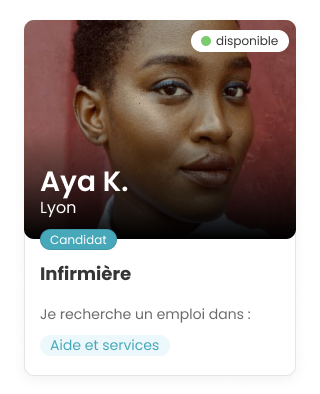 disponible
Aya K.
Lyon
Candidat
Infirmière
Je recherche un emploi dans :
Aide et services